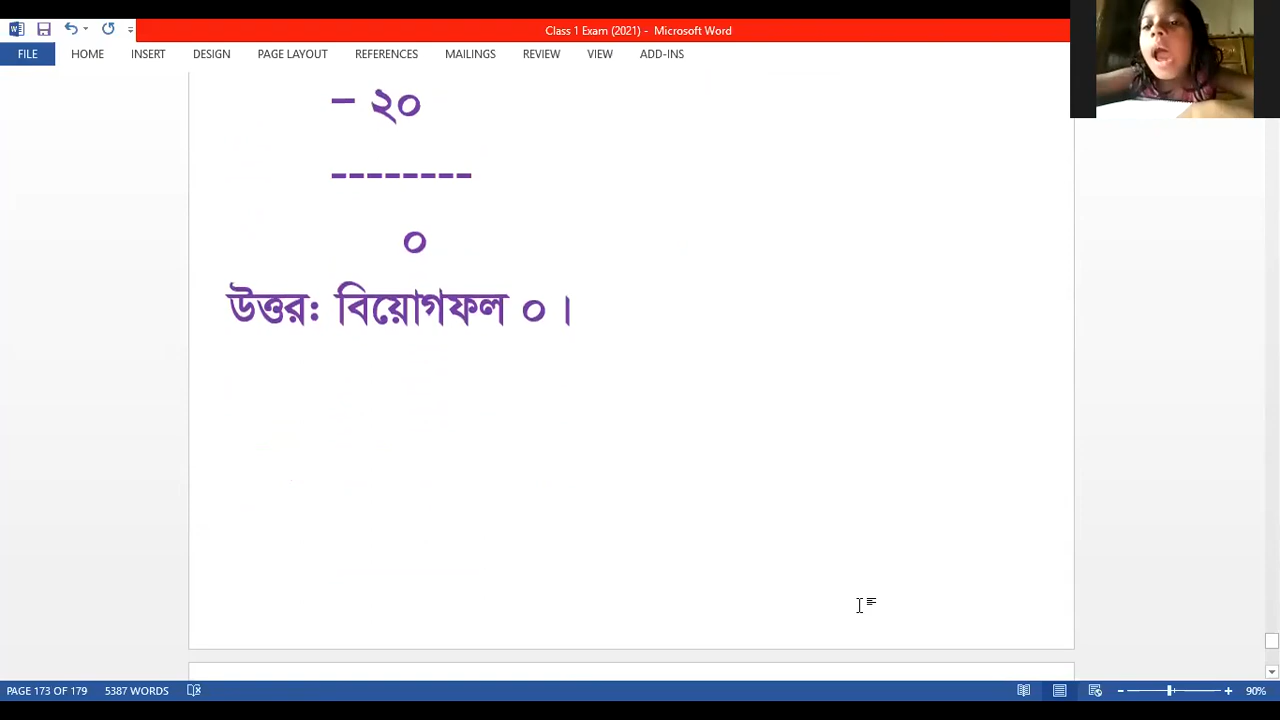 Class 1 Exam (2021) - Microsoft Word
FILE HOME INSERT DESIGN PAGE LAYOUT REFERENCES MAILINGS REVIEW VIEW ADD-INS
– ২০
--------
০
উত্তর: বিয়োগফল ০ ।
PAGE 173 OF 179 5387 WORDS 90%